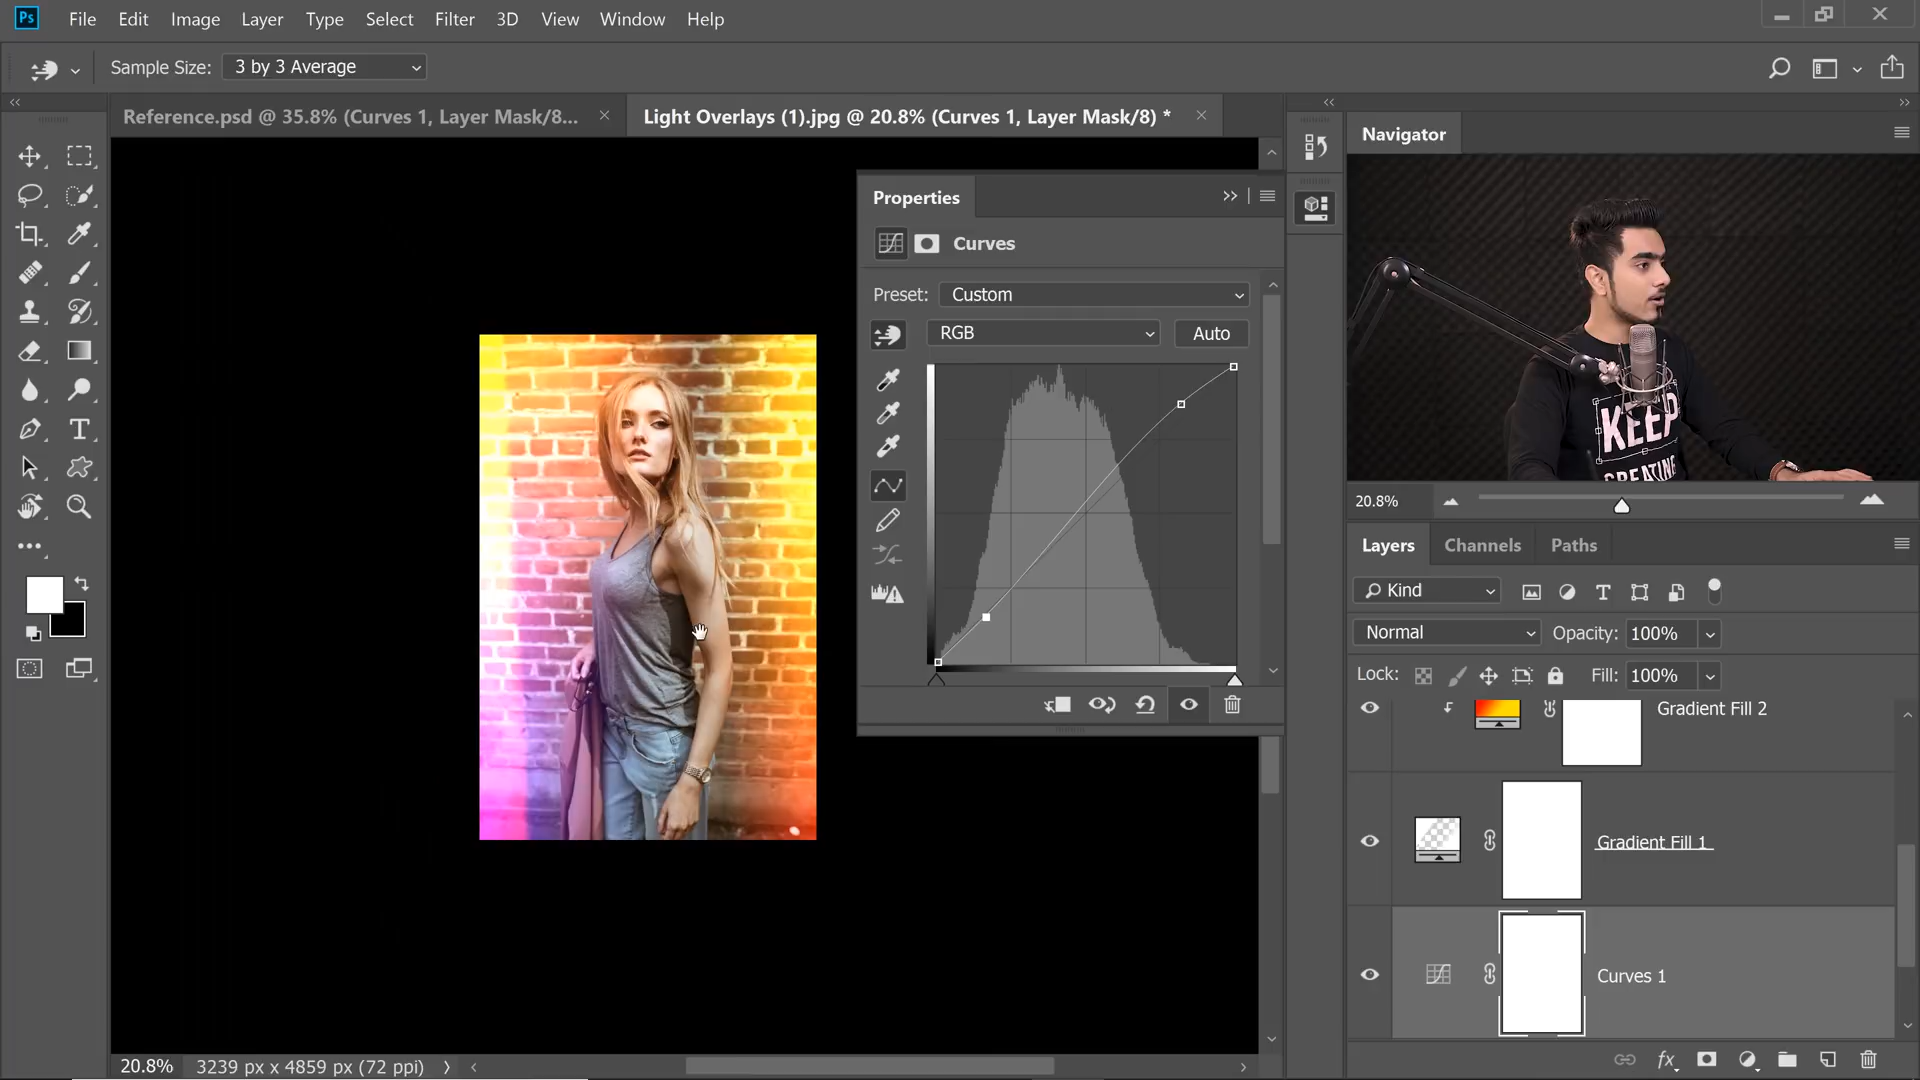 Ps File Edit Image Layer Type Select Filter 3D View Window Help
Sample Size: 3 by 3 Average
Reference.psd @ 35.8% (Curves 1, Layer Mask/8...
Light Overlays (1).jpg @ 20.8% (Curves 1, Layer Mask/8) *
Navigator
Properties
Curves
Preset: Custom
RGB
Auto
KEEP
CREATING
20.8%
Layers Channels Paths
Kind
Normal Opacity: 100%
Lock: Fill: 100%
Gradient Fill 2
Gradient Fill 1
Curves 1
20.8% 3239 px x 4859 px (72 ppi)